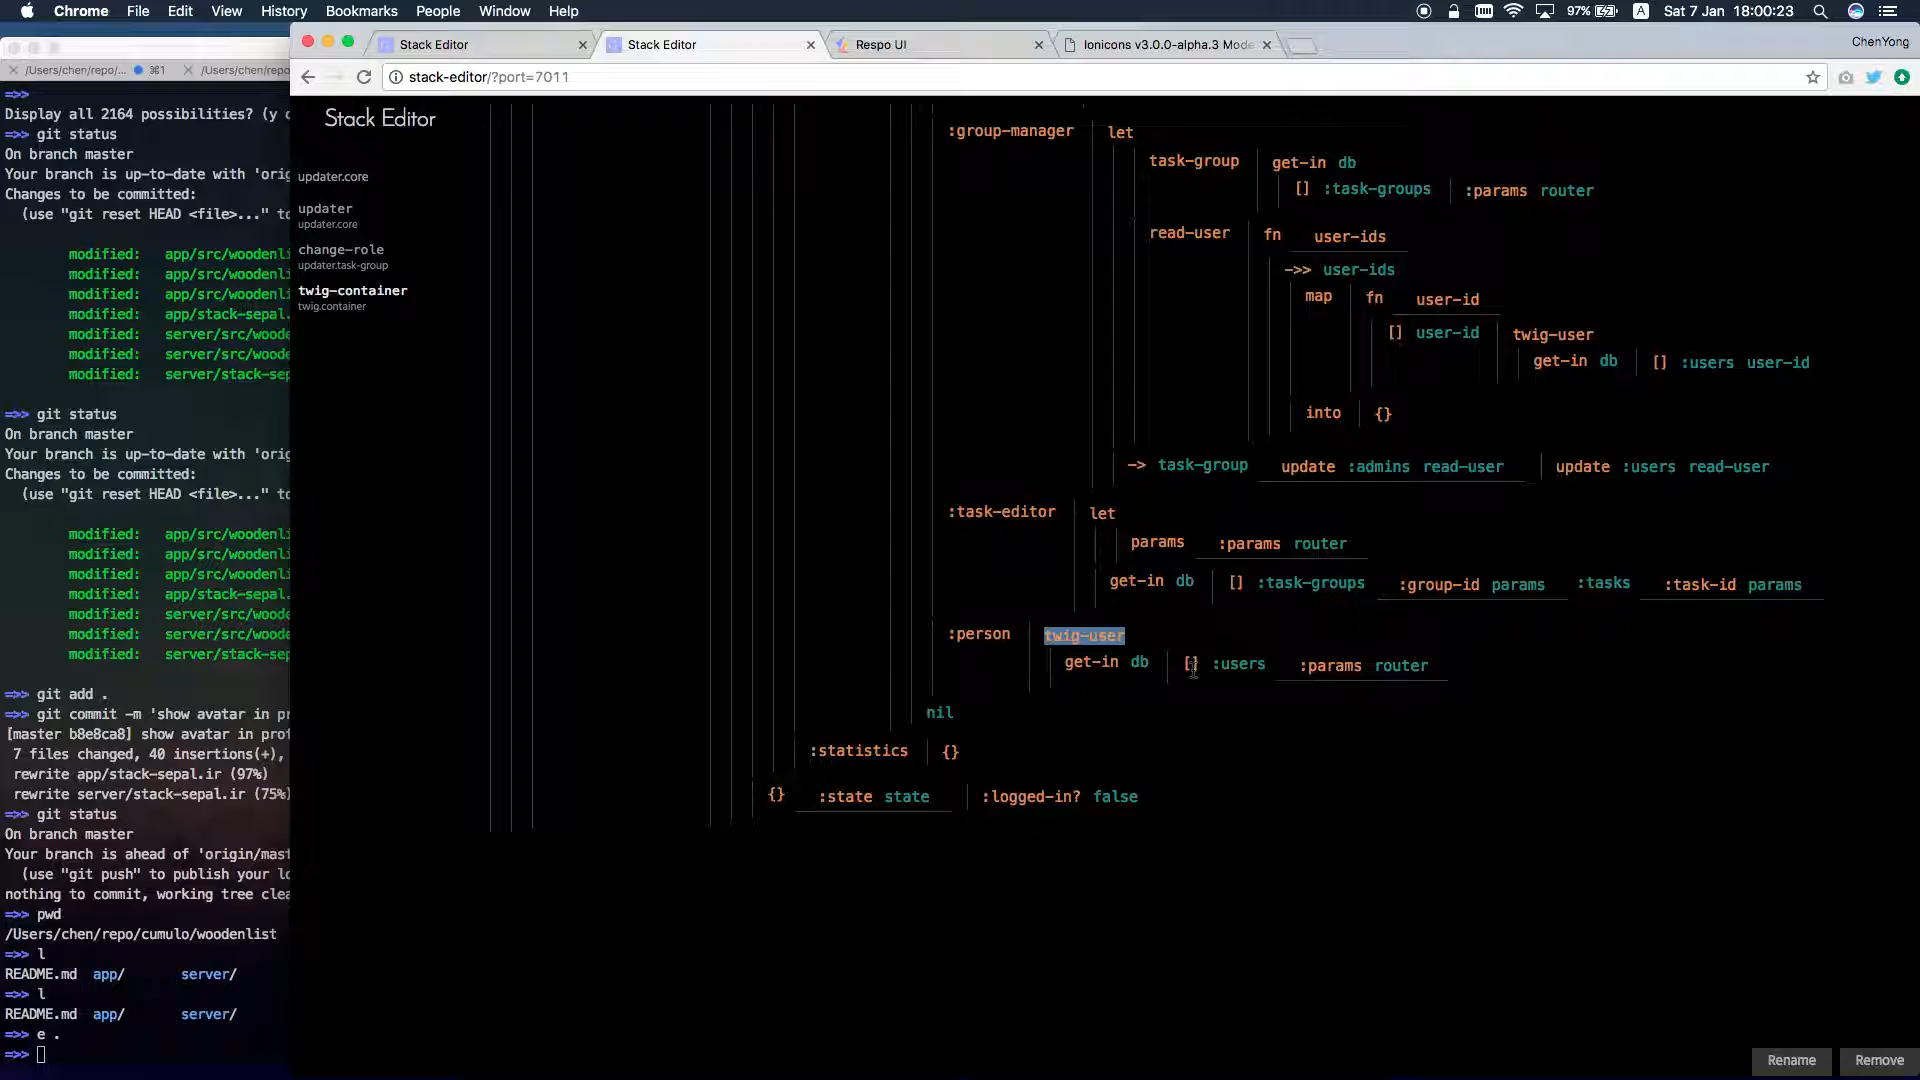 Chrome File Edit View History Bookmarks People Window Help 97% A Sat 7 Jan 18:00:23
/Users/chen/repo/... ⌘1 /Users/chen/repo
Stack Editor Stack Editor Respo UI Ionicons v3.0.0-alpha.3 Mode ChenYong
stack-editor/?port=7011
=>>
Display all 2164 possibilities? (y o
=>> git status
On branch master
Your branch is up-to-date with 'orig
Changes to be committed:
(use "git reset HEAD <file>..." to
modified: app/src/woodenli
modified: app/src/woodenli
modified: app/src/woodenli
modified: app/stack-sepal.
modified: server/src/woode
modified: server/src/woode
modified: server/stack-sep
=>> git status
On branch master
Your branch is up-to-date with 'orig
Changes to be committed:
(use "git reset HEAD <file>..." to
modified: app/src/woodenli
modified: app/src/woodenli
modified: app/src/woodenli
modified: app/stack-sepal.
modified: server/src/woode
modified: server/src/woode
modified: server/stack-sep
=>> git add .
=>> git commit -m 'show avatar in pr
[master b8e8ca8] show avatar in prof
7 files changed, 40 insertions(+),
rewrite app/stack-sepal.ir (97%)
rewrite server/stack-sepal.ir (75%)
=>> git status
On branch master
Your branch is ahead of 'origin/mast
(use "git push" to publish your lo
nothing to commit, working tree clea
=>> pwd
/Users/chen/repo/cumulo/woodenlist
=>> l
README.md app/ server/
=>> l
README.md app/ server/
=>> e .
=>>
Stack Editor
updater.core
updater
updater.core
change-role
updater.task-group
twig-container
twig.container
:group-manager let
task-group get-in db
[] :task-groups :params router
read-user fn user-ids
->> user-ids
map fn user-id
[] user-id twig-user
get-in db [] :users user-id
into {}
-> task-group update :admins read-user update :users read-user
:task-editor let
params :params router
get-in db [] :task-groups :group-id params :tasks :task-id params
:person twig-user
get-in db [] :users :params router
nil
:statistics {}
{} :state state :logged-in? false
Rename Remove